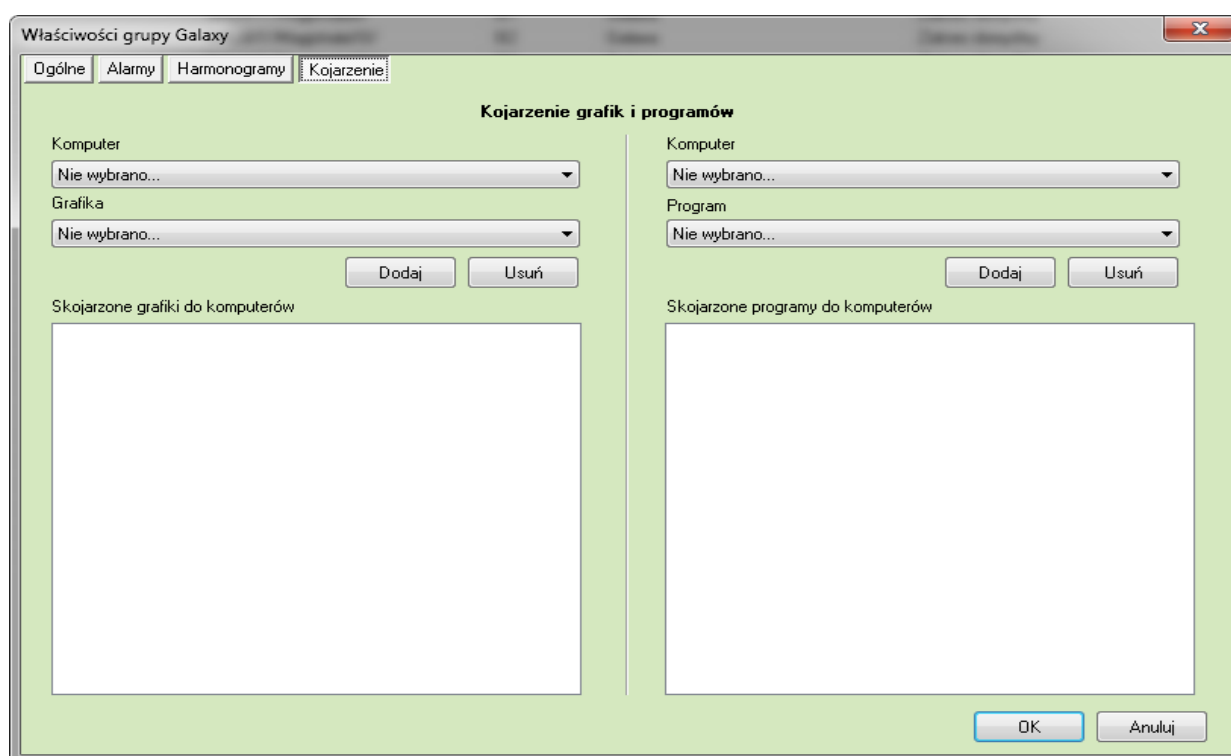 Właściwości grupy Galaxy
Ogólne Alarmy Harmonogramy Kojarzenie
Kojarzenie grafik i programów
Komputer
Nie wybrano...
Grafika
Nie wybrano...
Dodaj Usuń
Skojarzone grafiki do komputerów
Komputer
Nie wybrano...
Program
Nie wybrano...
Dodaj Usuń
Skojarzone programy do komputerów
OK Anuluj